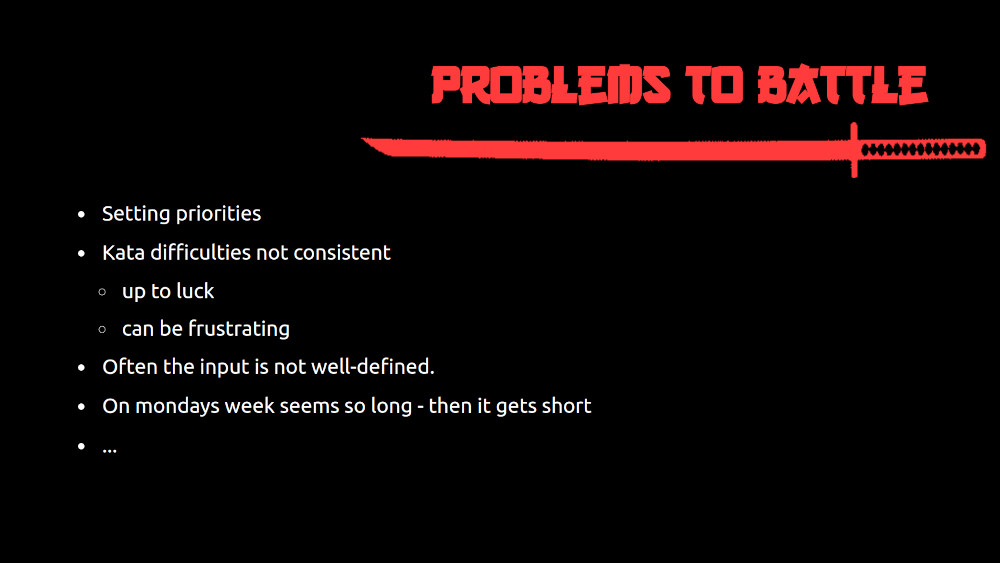 PROBLEMS TO BATTLE
• Setting priorities
• Kata difficulties not consistent
○ up to luck
○ can be frustrating
• Often the input is not well-defined.
• On mondays week seems so long - then it gets short
• ...